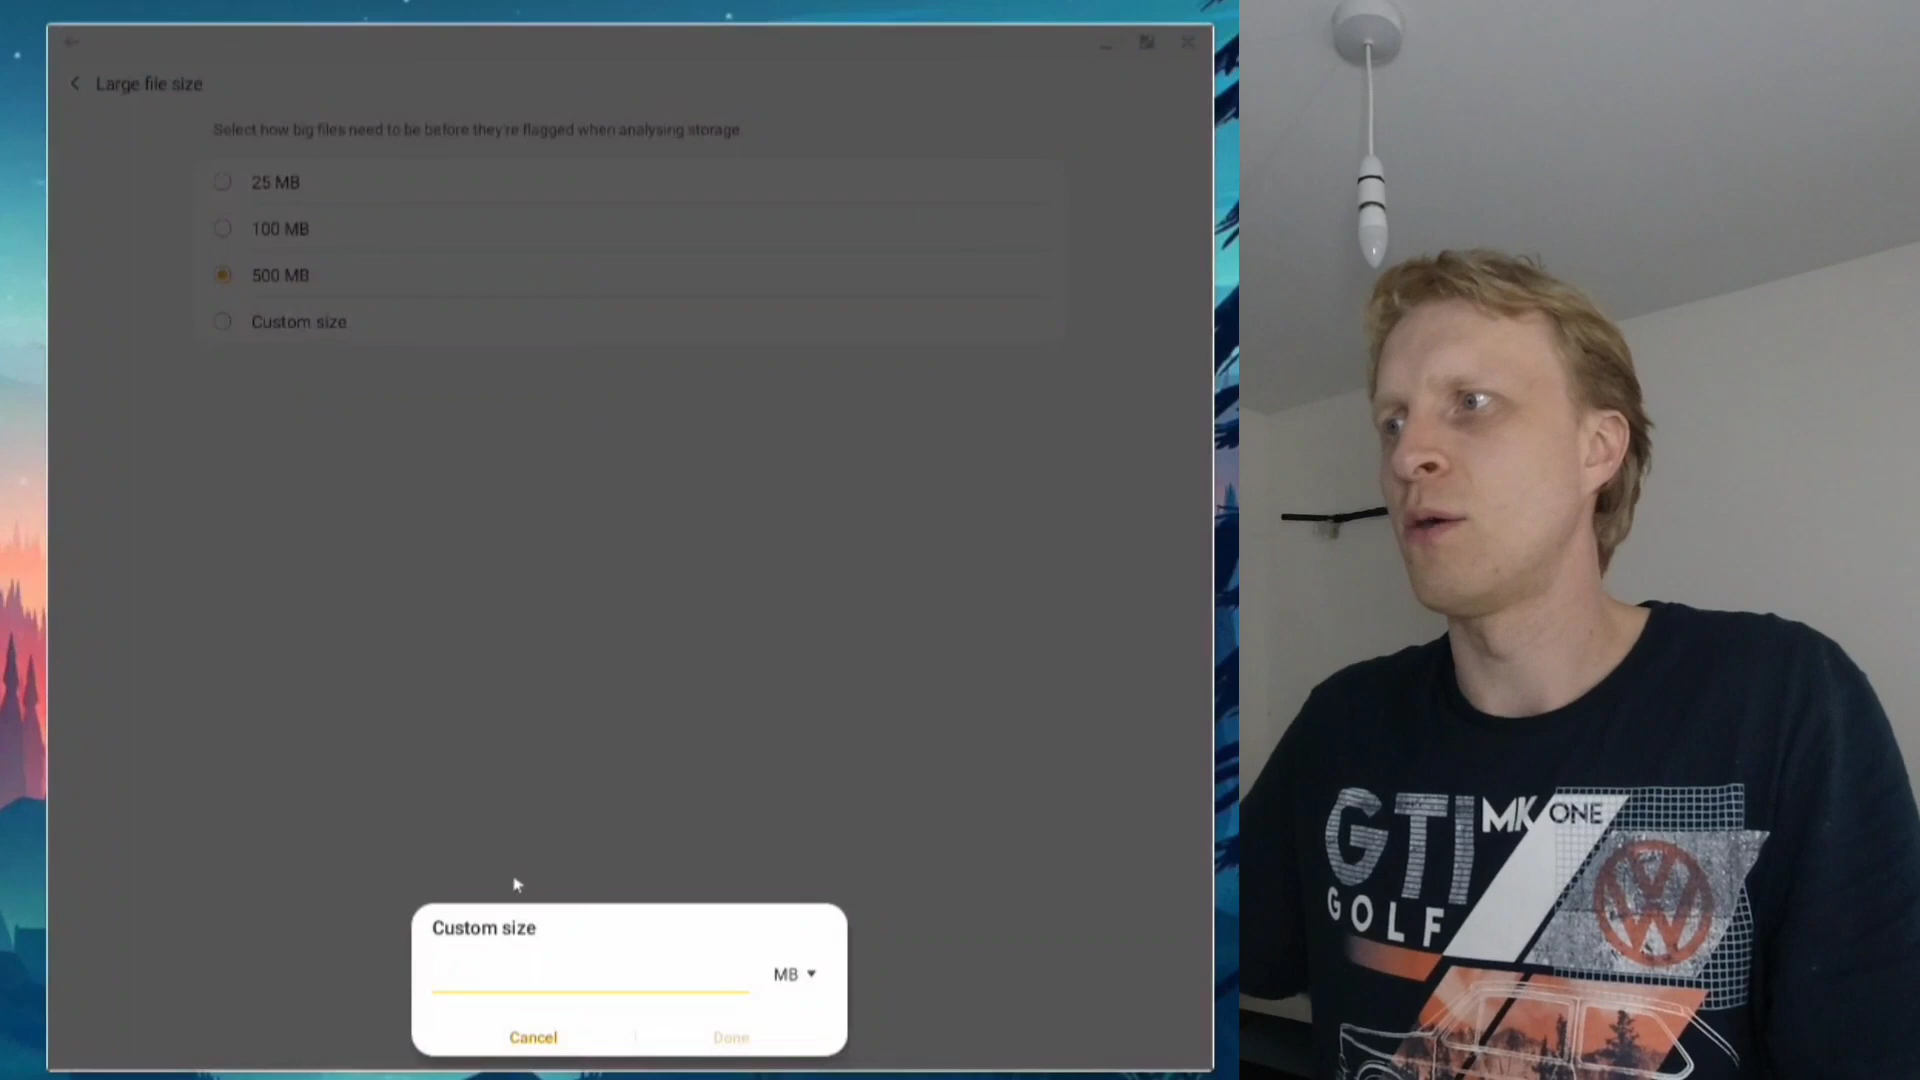 Large file size
Select how big files need to be before they're flagged when analysing storage.
25 MB
100 MB
500 MB
Custom size
Custom size
MB
Cancel
Done
GTI MK ONE
GOLF